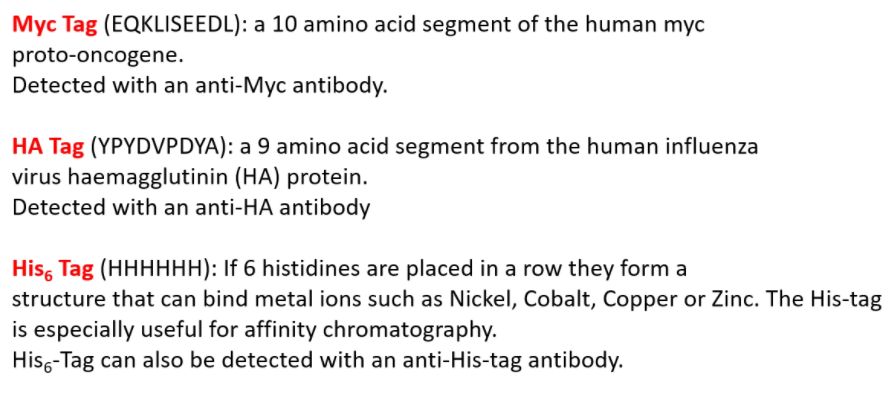 Myc Tag (EQKLISEEDL): a 10 amino acid segment of the human myc
proto-oncogene.
Detected with an anti-Myc antibody.
HA Tag (YPYDVPDYA): a 9 amino acid segment from the human influenza
virus haemagglutinin (HA) protein.
Detected with an anti-HA antibody
His₆ Tag (HHHHHH): If 6 histidines are placed in a row they form a
structure that can bind metal ions such as Nickel, Cobalt, Copper or Zinc. The His-tag
is especially useful for affinity chromatography.
His₆-Tag can also be detected with an anti-His-tag antibody.